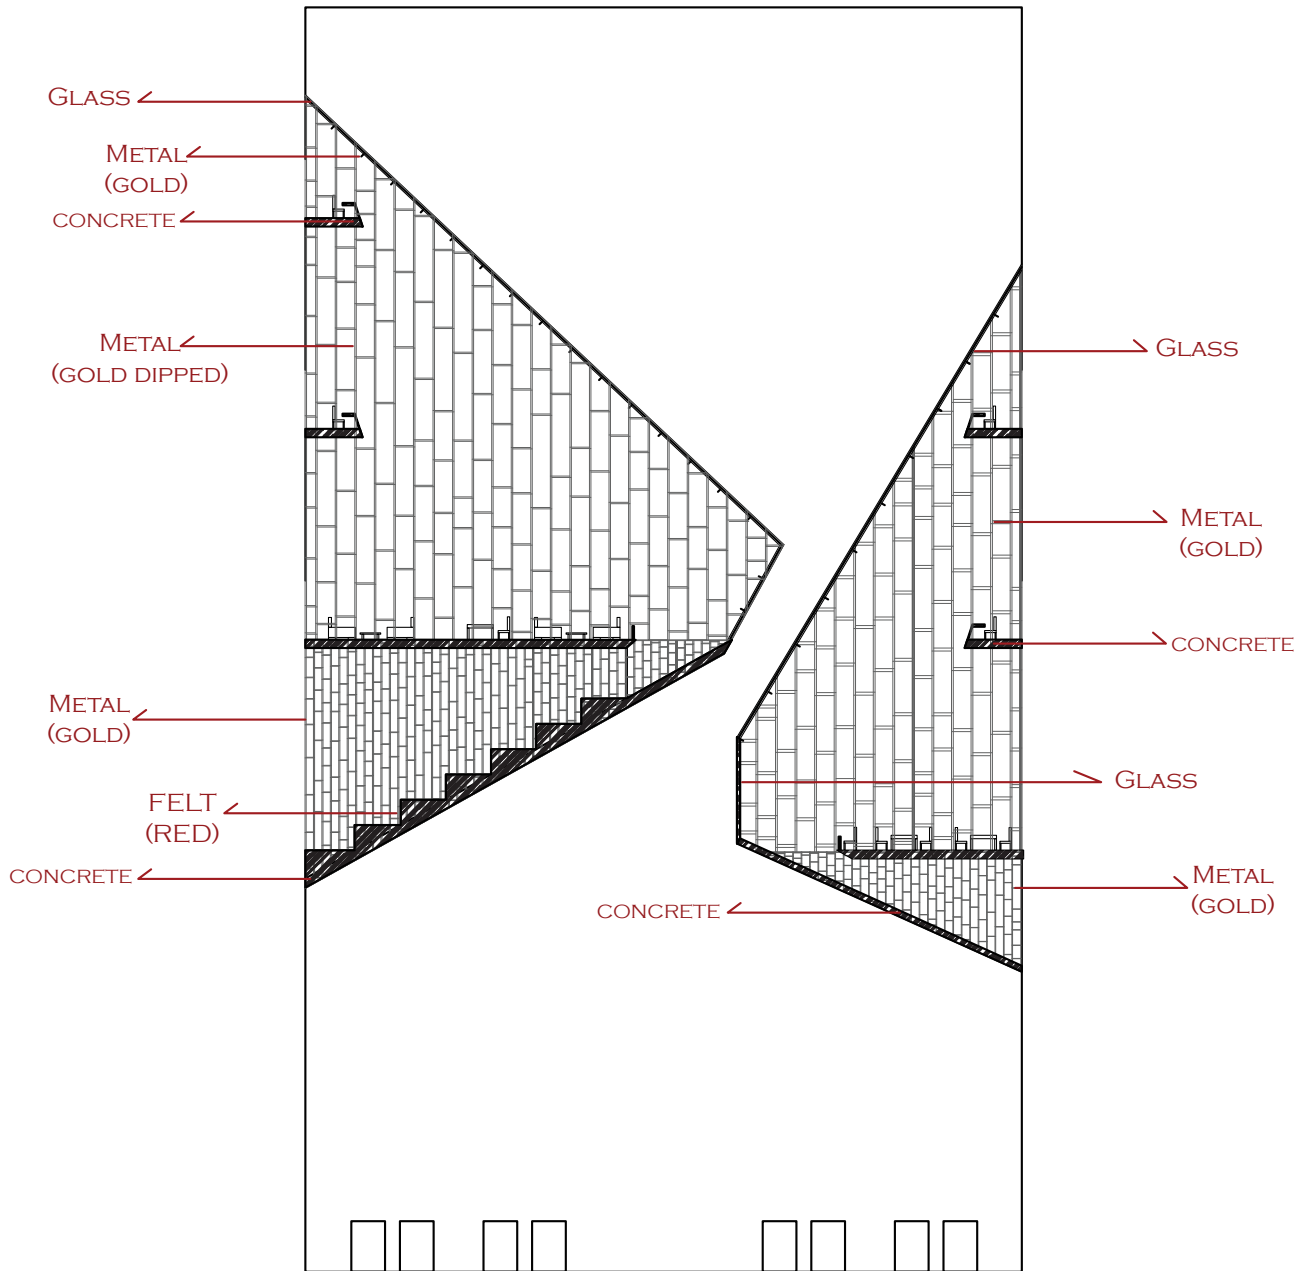 Glass
Metal
(gold)
concrete
Metal
(gold dipped)
Glass
Metal
(gold)
concrete
Metal
(gold)
Glass
FELT
(RED)
concrete
Metal
(gold)
concrete